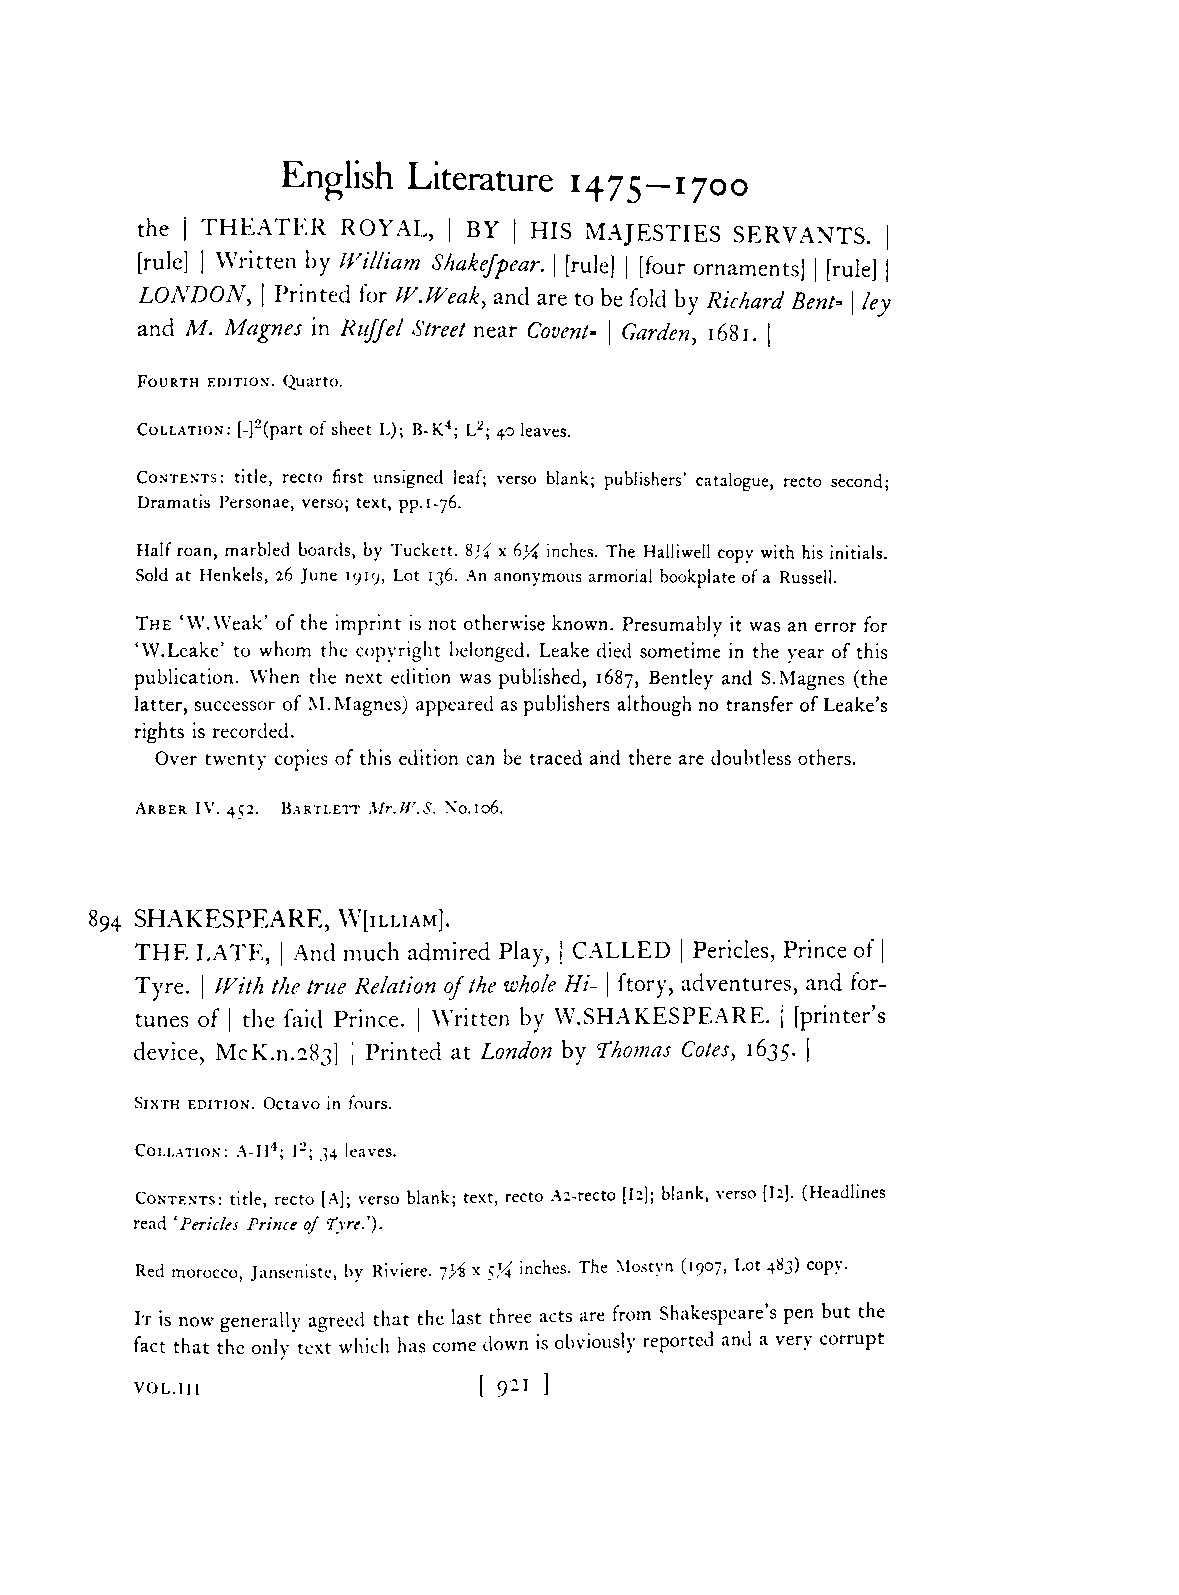 English Literature 1475—1700
the | THEATER ROYAL, | BY | HIS MAJESTIES SERVANTS. |
[rule] | Written by William Shakeſpear. | [rule] | [four ornaments] | [rule] |
LONDON, | Printed for W.Weak, and are to be ſold by Richard Bent- | ley
and M. Magnes in Ruſſel Street near Covent- | Garden, 1681. |
FOURTH EDITION. Quarto.
COLLATION: [-]²(part of sheet L); B-K⁴; L²; 40 leaves.
CONTENTS: title, recto first unsigned leaf; verso blank; publishers' catalogue, recto second;
Dramatis Personae, verso; text, pp.1-76.
Half roan, marbled boards, by Tuckett. 8¼ x 6¼ inches. The Halliwell copy with his initials.
Sold at Henkels, 26 June 1919, Lot 136. An anonymous armorial bookplate of a Russell.
THE 'W.Weak' of the imprint is not otherwise known. Presumably it was an error for
'W.Leake' to whom the copyright belonged. Leake died sometime in the year of this
publication. When the next edition was published, 1687, Bentley and S.Magnes (the
latter, successor of M.Magnes) appeared as publishers although no transfer of Leake's
rights is recorded.
Over twenty copies of this edition can be traced and there are doubtless others.
ARBER IV. 452. BARTLETT Mr.W.S. No.106.
894 SHAKESPEARE, W[ILLIAM].
THE LATE, | And much admired Play, | CALLED | Pericles, Prince of |
Tyre. | With the true Relation of the whole Hi- | ſtory, adventures, and for-
tunes of | the ſaid Prince. | Written by W.SHAKESPEARE. | [printer's
device, McK.n.283] | Printed at London by Thomas Cotes, 1635. |
SIXTH EDITION. Octavo in fours.
COLLATION: A-H⁴; I²; 34 leaves.
CONTENTS: title, recto [A]; verso blank; text, recto A2-recto [I2]; blank, verso [I2]. (Headlines
read 'Pericles Prince of Tyre.').
Red morocco, Janseniste, by Riviere. 7⅛ x 5¼ inches. The Mostyn (1907, Lot 483) copy.
IT is now generally agreed that the last three acts are from Shakespeare's pen but the
fact that the only text which has come down is obviously reported and a very corrupt
VOL.III [ 921 ]